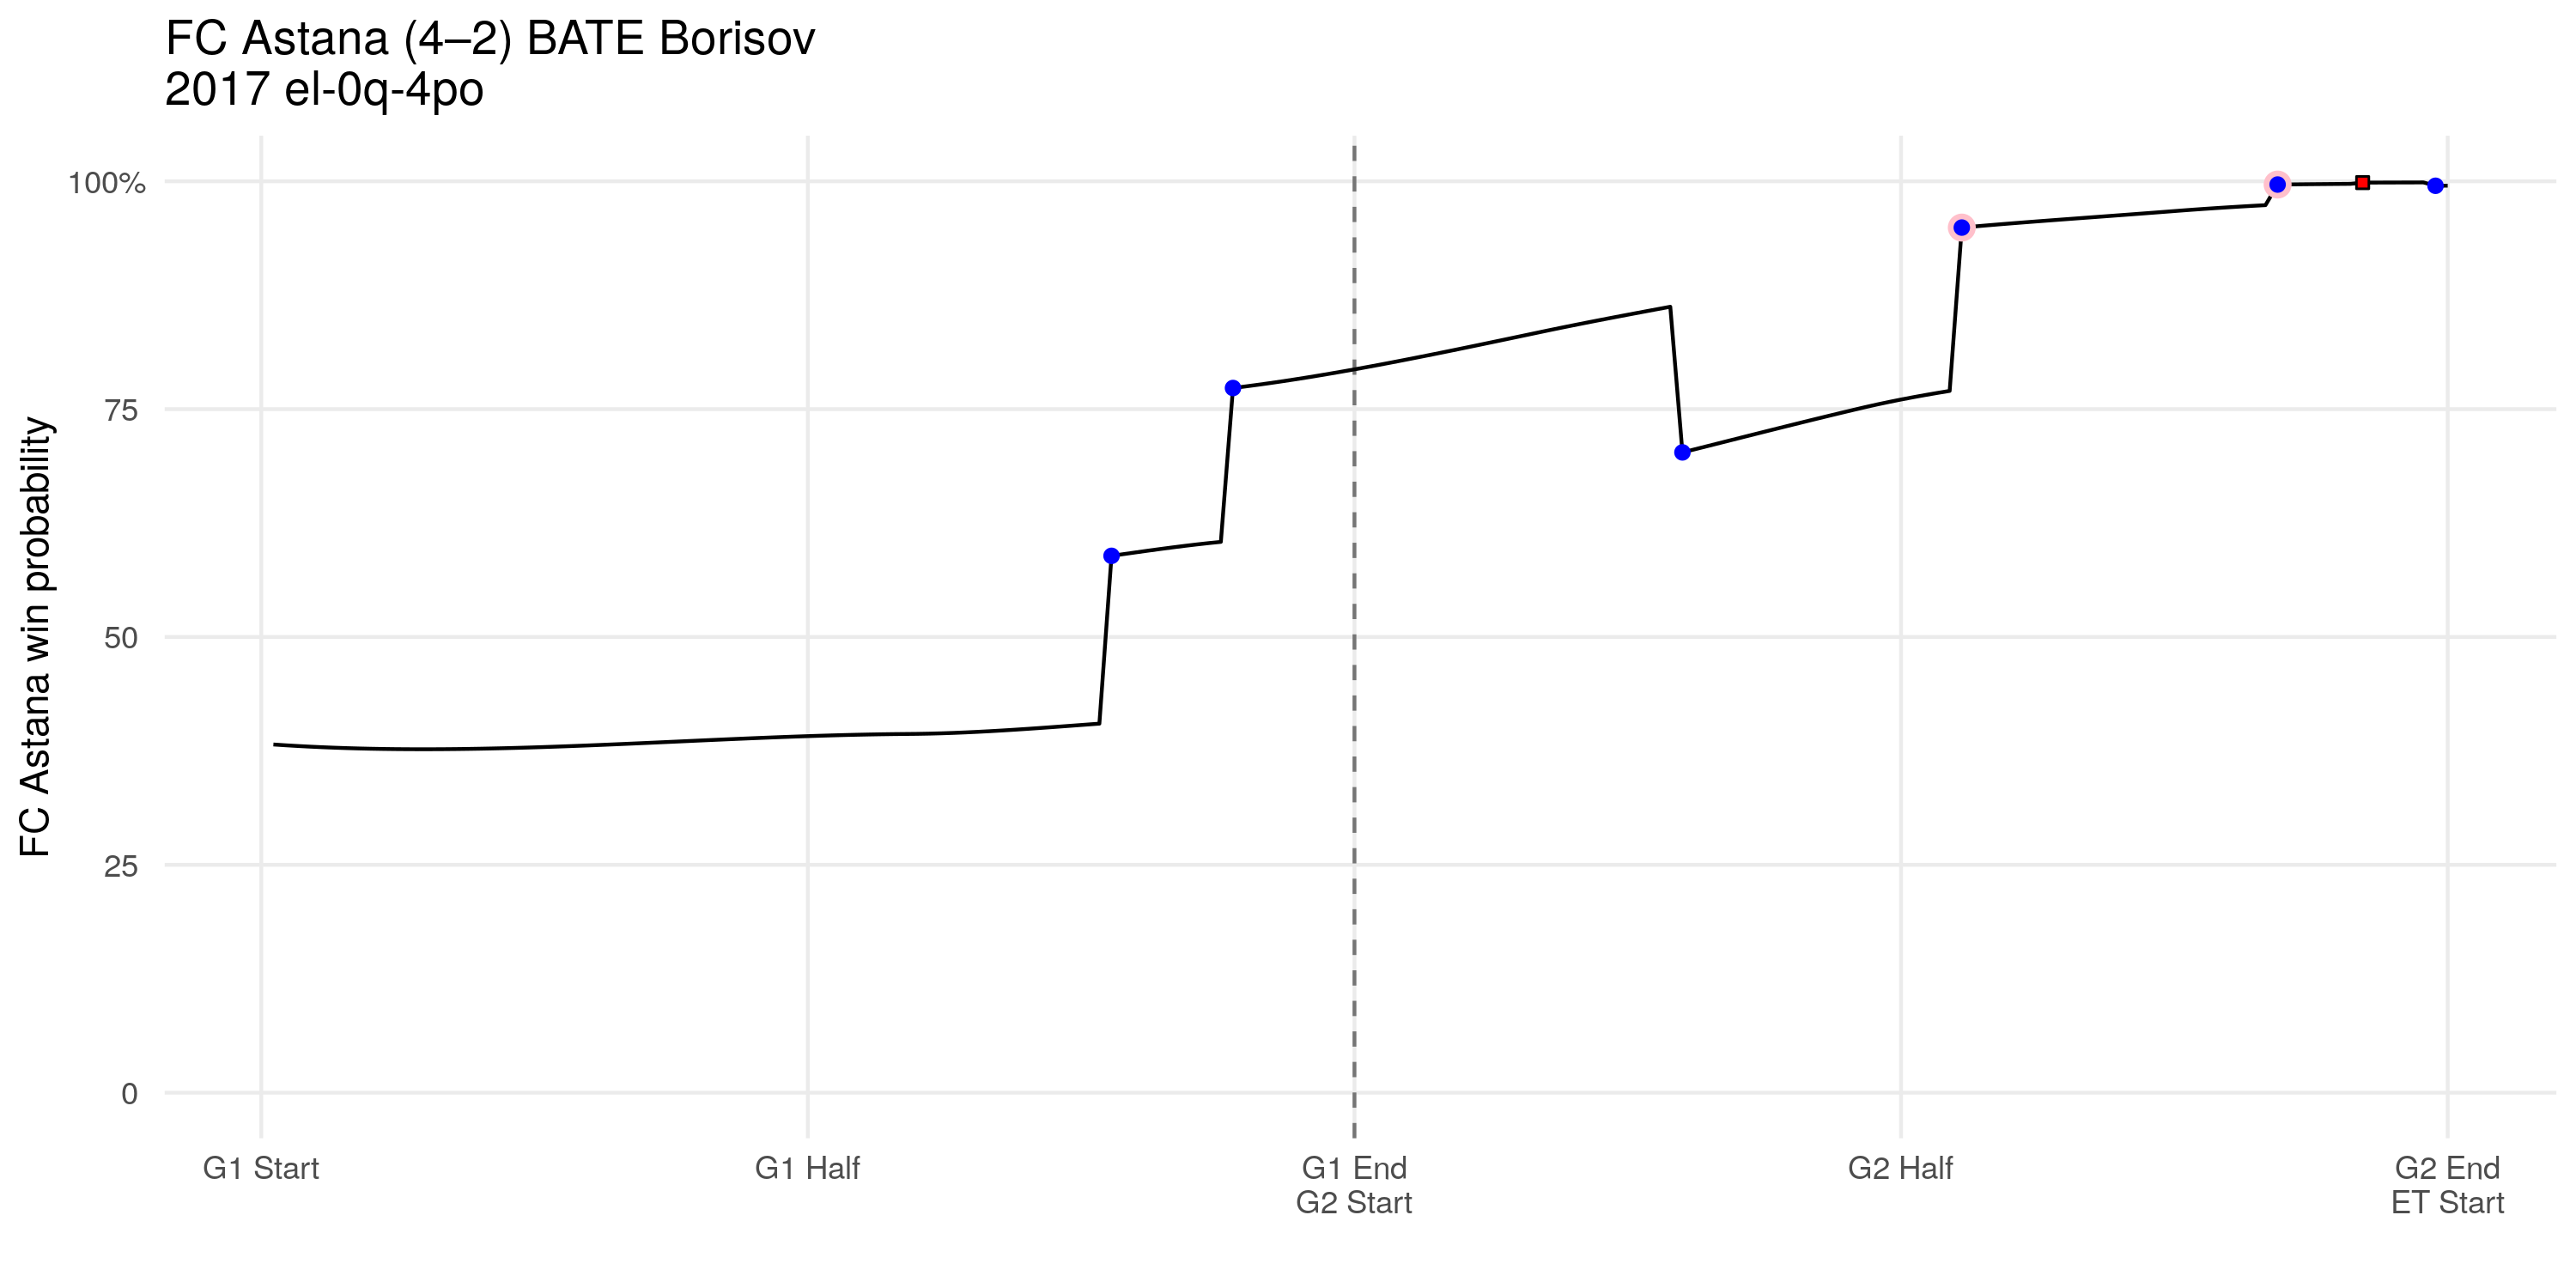 FC Astana (4–2) BATE Borisov
2017 el-0q-4po
FC Astana win probability
100%
75
50
25
0
G1 Start
G1 Half
G1 End
G2 Start
G2 Half
G2 End
ET Start